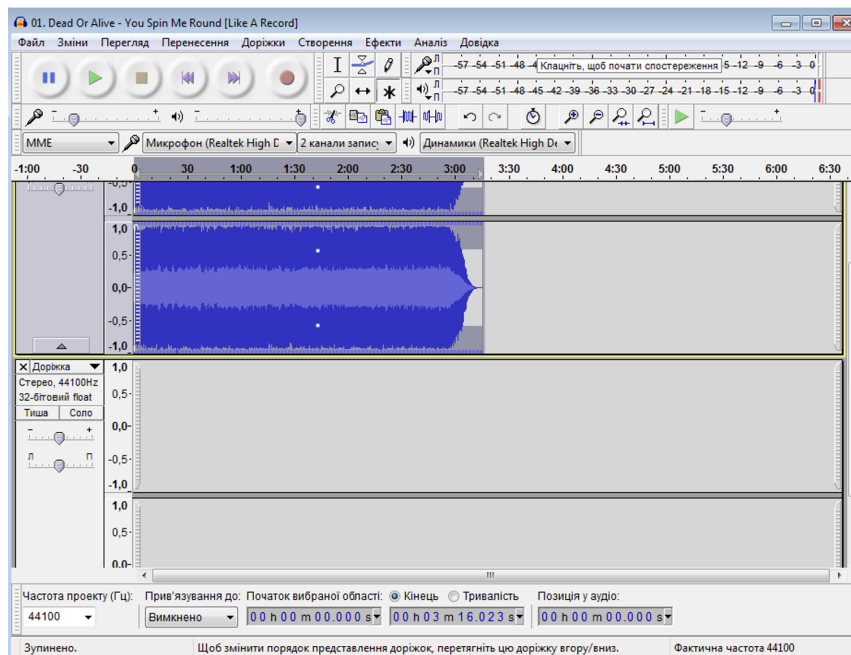 01. Dead Or Alive - You Spin Me Round [Like A Record]
Файл Зміни Перегляд Перенесення Доріжки Створення Ефекти Аналіз Довідка
Л П -57 -54 -51 -48 -4 Клацніть, щоб почати спостереження 5 -12 -9 -6 -3 0
Л П -57 -54 -51 -48 -45 -42 -39 -36 -33 -30 -27 -24 -21 -18 -15 -12 -9 -6 -3 0
- + - + - +
MME Микрофон (Realtek High D 2 канали запису Динамики (Realtek High De
-1:00 -30 0 30 1:00 1:30 2:00 2:30 3:00 3:30 4:00 4:30 5:00 5:30 6:00 6:30
-0,5
-1,0
1,0
0,5
0,0
-0,5
-1,0
Доріжка 1,0
Стерео, 44100Hz
32-бітовий float 0,5
Тиша Соло
- + 0,0
Л П -0,5
-1,0
1,0
0,5
0,0
Частота проекту (Гц): Прив'язування до: Початок вибраної області: Кінець Тривалість Позиція у аудіо:
44100 Вимкнено 00 h 00 m 00.000 s 00 h 03 m 16.023 s 00 h 00 m 00.000 s
Зупинено. Щоб змінити порядок представлення доріжок, перетягніть цю доріжку вгору/вниз. Фактична частота 44100